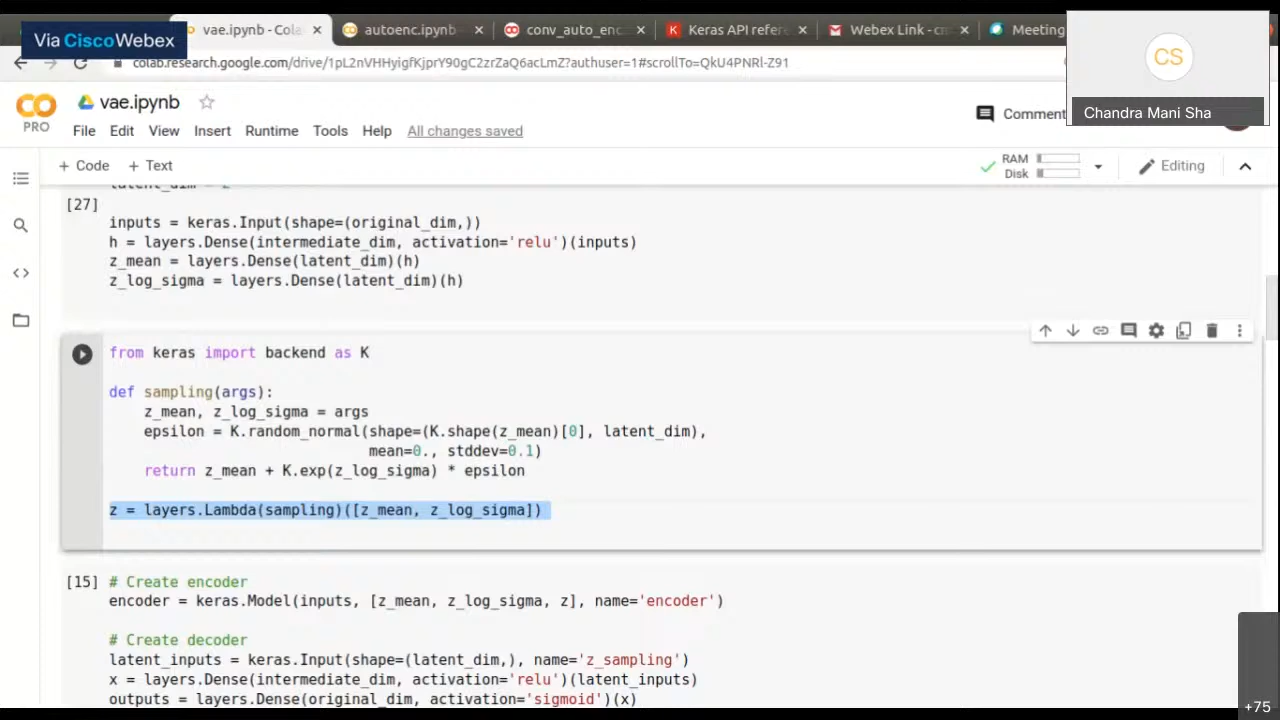 Via Cisco Webex
vae.ipynb - Cola
autoenc.ipynb
conv_auto_enc
Keras API refere
Webex Link - cm
Meeting
colab.research.google.com/drive/1pL2nVHHyigfKjprY90gC2zrZaQ6acLmZ?authuser=1#scrollTo=QkU4PNRl-Z91
CS
Chandra Mani Sha
PRO
vae.ipynb
File Edit View Insert Runtime Tools Help All changes saved
Comment
+ Code + Text
RAM
Disk
Editing
latent_dim = 2
[27]
inputs = keras.Input(shape=(original_dim,))
h = layers.Dense(intermediate_dim, activation='relu')(inputs)
z_mean = layers.Dense(latent_dim)(h)
z_log_sigma = layers.Dense(latent_dim)(h)
from keras import backend as K
def sampling(args):
z_mean, z_log_sigma = args
epsilon = K.random_normal(shape=(K.shape(z_mean)[0], latent_dim),
mean=0., stddev=0.1)
return z_mean + K.exp(z_log_sigma) * epsilon
z = layers.Lambda(sampling)([z_mean, z_log_sigma])
[15] # Create encoder
encoder = keras.Model(inputs, [z_mean, z_log_sigma, z], name='encoder')
# Create decoder
latent_inputs = keras.Input(shape=(latent_dim,), name='z_sampling')
x = layers.Dense(intermediate_dim, activation='relu')(latent_inputs)
outputs = layers.Dense(original_dim, activation='sigmoid')(x)
+75